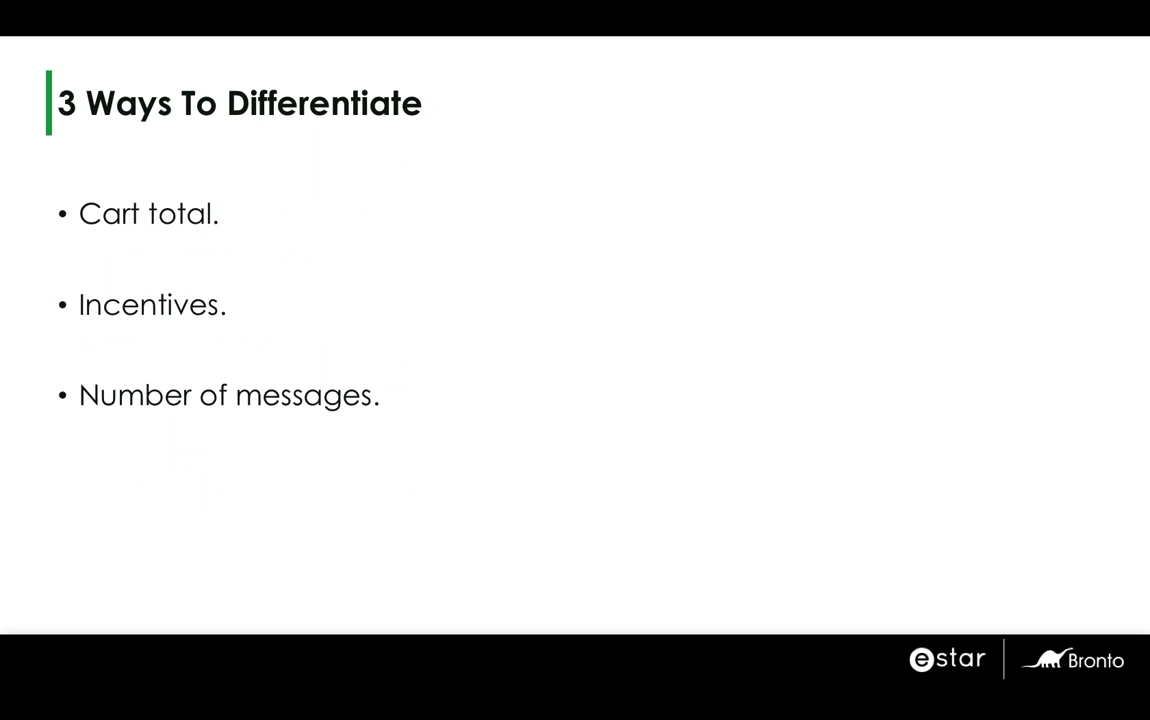 3 Ways To Differentiate
• Cart total.
• Incentives.
• Number of messages.
estar
Bronto